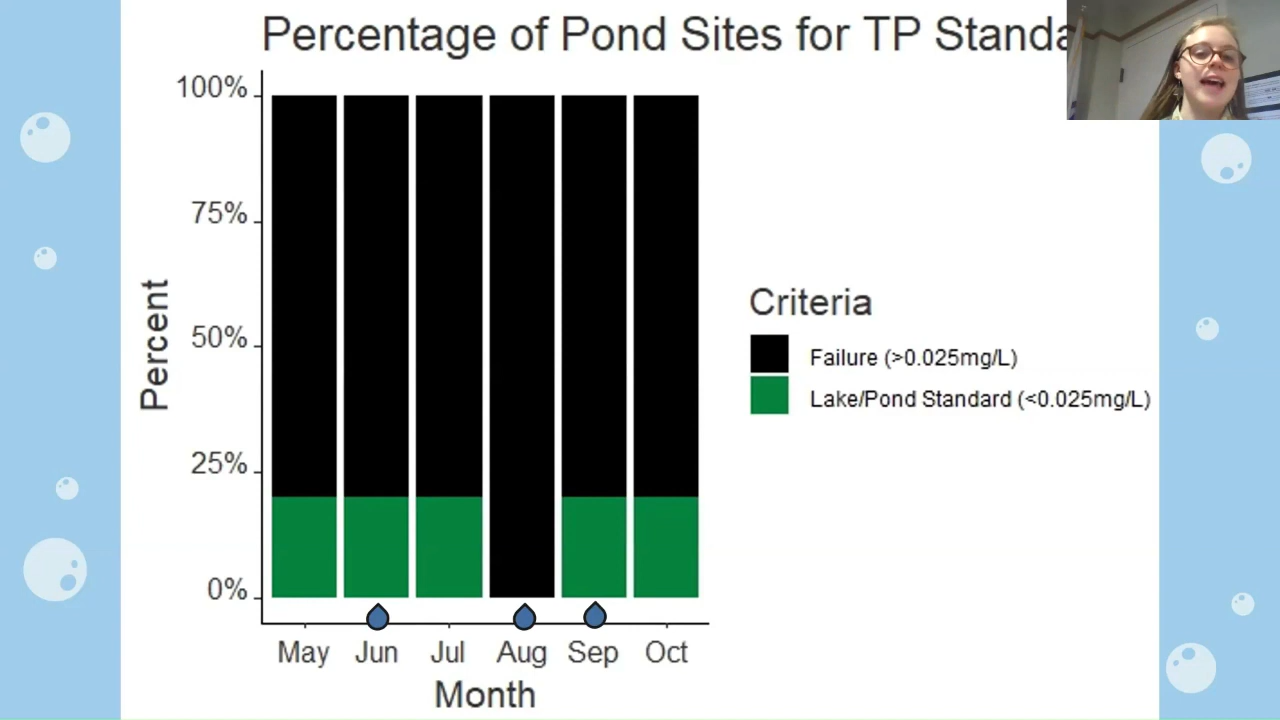 Percentage of Pond Sites for TP Standa
100%
75%
50%
25%
0%
Percent
May Jun Jul Aug Sep Oct
Month
Criteria
Failure (>0.025mg/L)
Lake/Pond Standard (<0.025mg/L)